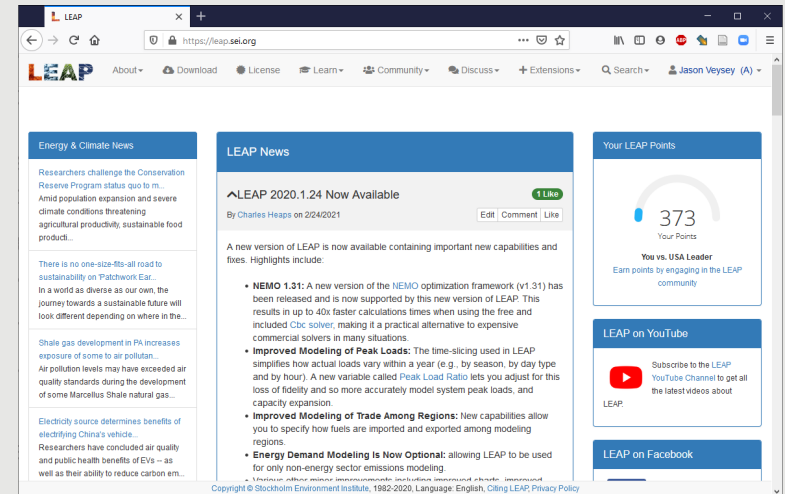 LEAP
https://leap.sei.org
LEAP
About
Download
License
Learn
Community
Discuss
Extensions
Search
Jason Veysey (A)
Energy & Climate News
Researchers challenge the Conservation
Reserve Program status quo to m...
Amid population expansion and severe
climate conditions threatening
agricultural productivity, sustainable food
producti...
There is no one-size-fits-all road to
sustainability on 'Patchwork Ear...
In a world as diverse as our own, the
journey towards a sustainable future will
look different depending on where in the...
Shale gas development in PA increases
exposure of some to air pollutan...
Air pollution levels may have exceeded air
quality standards during the development
of some Marcellus Shale natural gas...
Electricity source determines benefits of
electrifying China's vehicle...
Researchers have concluded air quality
and public health benefits of EVs -- as
well as their ability to reduce carbon em...
LEAP News
LEAP 2020.1.24 Now Available
1 Like
By Charles Heaps on 2/24/2021
Edit Comment Like
A new version of LEAP is now available containing important new capabilities and
fixes. Highlights include:
• NEMO 1.31: A new version of the NEMO optimization framework (v1.31) has
been released and is now supported by this new version of LEAP. This
results in up to 40x faster calculations times when using the free and
included Cbc solver, making it a practical alternative to expensive
commercial solvers in many situations.
• Improved Modeling of Peak Loads: The time-slicing used in LEAP
simplifies how actual loads vary within a year (e.g., by season, by day type
and by hour). A new variable called Peak Load Ratio lets you adjust for this
loss of fidelity and so more accurately model system peak loads, and
capacity expansion.
• Improved Modeling of Trade Among Regions: New capabilities allow
you to specify how fuels are imported and exported among modeling
regions.
• Energy Demand Modeling Is Now Optional: allowing LEAP to be used
for only non-energy sector emissions modeling.
• Various other minor improvements including improved charts, improved
Your LEAP Points
373
Your Points
You vs. USA Leader
Earn points by engaging in the LEAP
community
LEAP on YouTube
Subscribe to the LEAP
YouTube Channel to get all
the latest videos about
LEAP.
LEAP on Facebook
Copyright © Stockholm Environment Institute, 1982-2020, Language: English, Citing LEAP, Privacy Policy